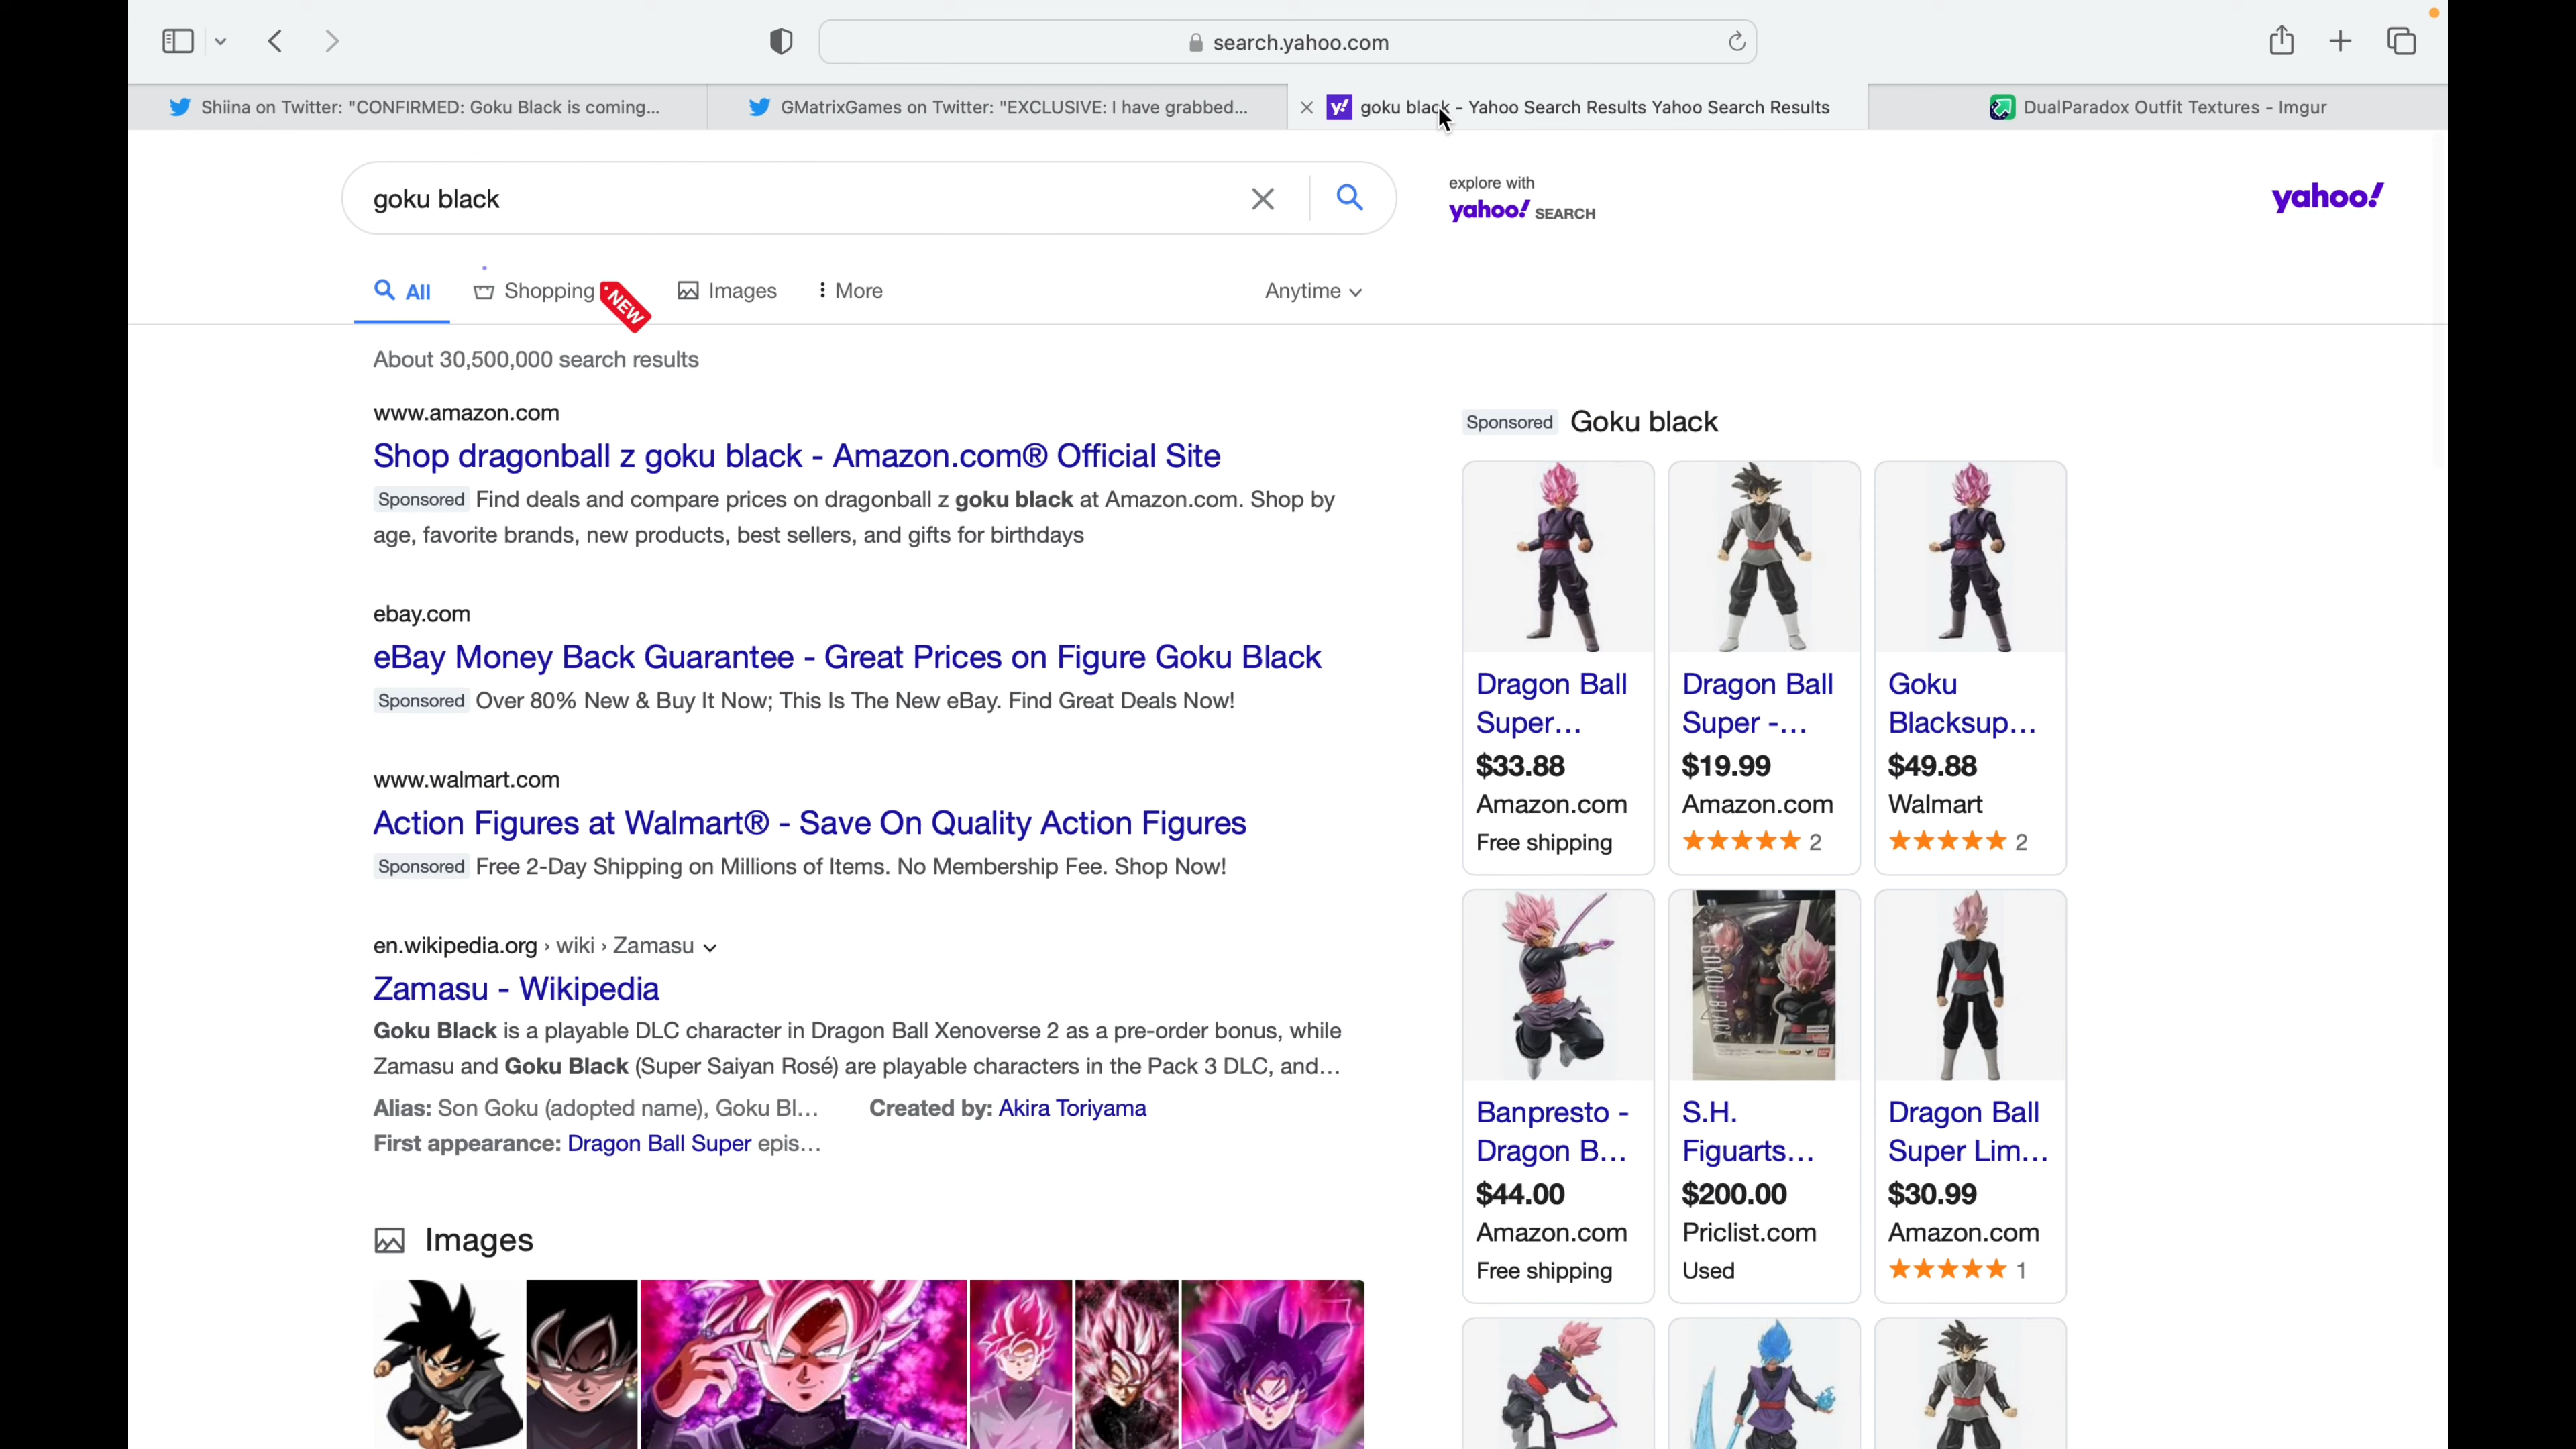 search.yahoo.com
Shiina on Twitter: "CONFIRMED: Goku Black is coming...
GMatrixGames on Twitter: "EXCLUSIVE: I have grabbed...
y! goku black - Yahoo Search Results Yahoo Search Results
DualParadox Outfit Textures - Imgur
goku black
explore with
yahoo! SEARCH
yahoo!
All
Shopping
NEW
Images
More
Anytime
About 30,500,000 search results
www.amazon.com
Shop dragonball z goku black - Amazon.com® Official Site
Sponsored Find deals and compare prices on dragonball z goku black at Amazon.com. Shop by
age, favorite brands, new products, best sellers, and gifts for birthdays
ebay.com
eBay Money Back Guarantee - Great Prices on Figure Goku Black
Sponsored Over 80% New & Buy It Now; This Is The New eBay. Find Great Deals Now!
www.walmart.com
Action Figures at Walmart® - Save On Quality Action Figures
Sponsored Free 2-Day Shipping on Millions of Items. No Membership Fee. Shop Now!
en.wikipedia.org › wiki › Zamasu
Zamasu - Wikipedia
Goku Black is a playable DLC character in Dragon Ball Xenoverse 2 as a pre-order bonus, while
Zamasu and Goku Black (Super Saiyan Rosé) are playable characters in the Pack 3 DLC, and...
Alias: Son Goku (adopted name), Goku Bl... Created by: Akira Toriyama
First appearance: Dragon Ball Super epis...
Images
Sponsored Goku black
Dragon Ball
Super...
$33.88
Amazon.com
Free shipping
Dragon Ball
Super -...
$19.99
Amazon.com
2
Goku
Blacksup...
$49.88
Walmart
2
Banpresto -
Dragon B...
$44.00
Amazon.com
Free shipping
GOKOU-BLACK
S.H.
Figuarts...
$200.00
Priclist.com
Used
Dragon Ball
Super Lim...
$30.99
Amazon.com
1